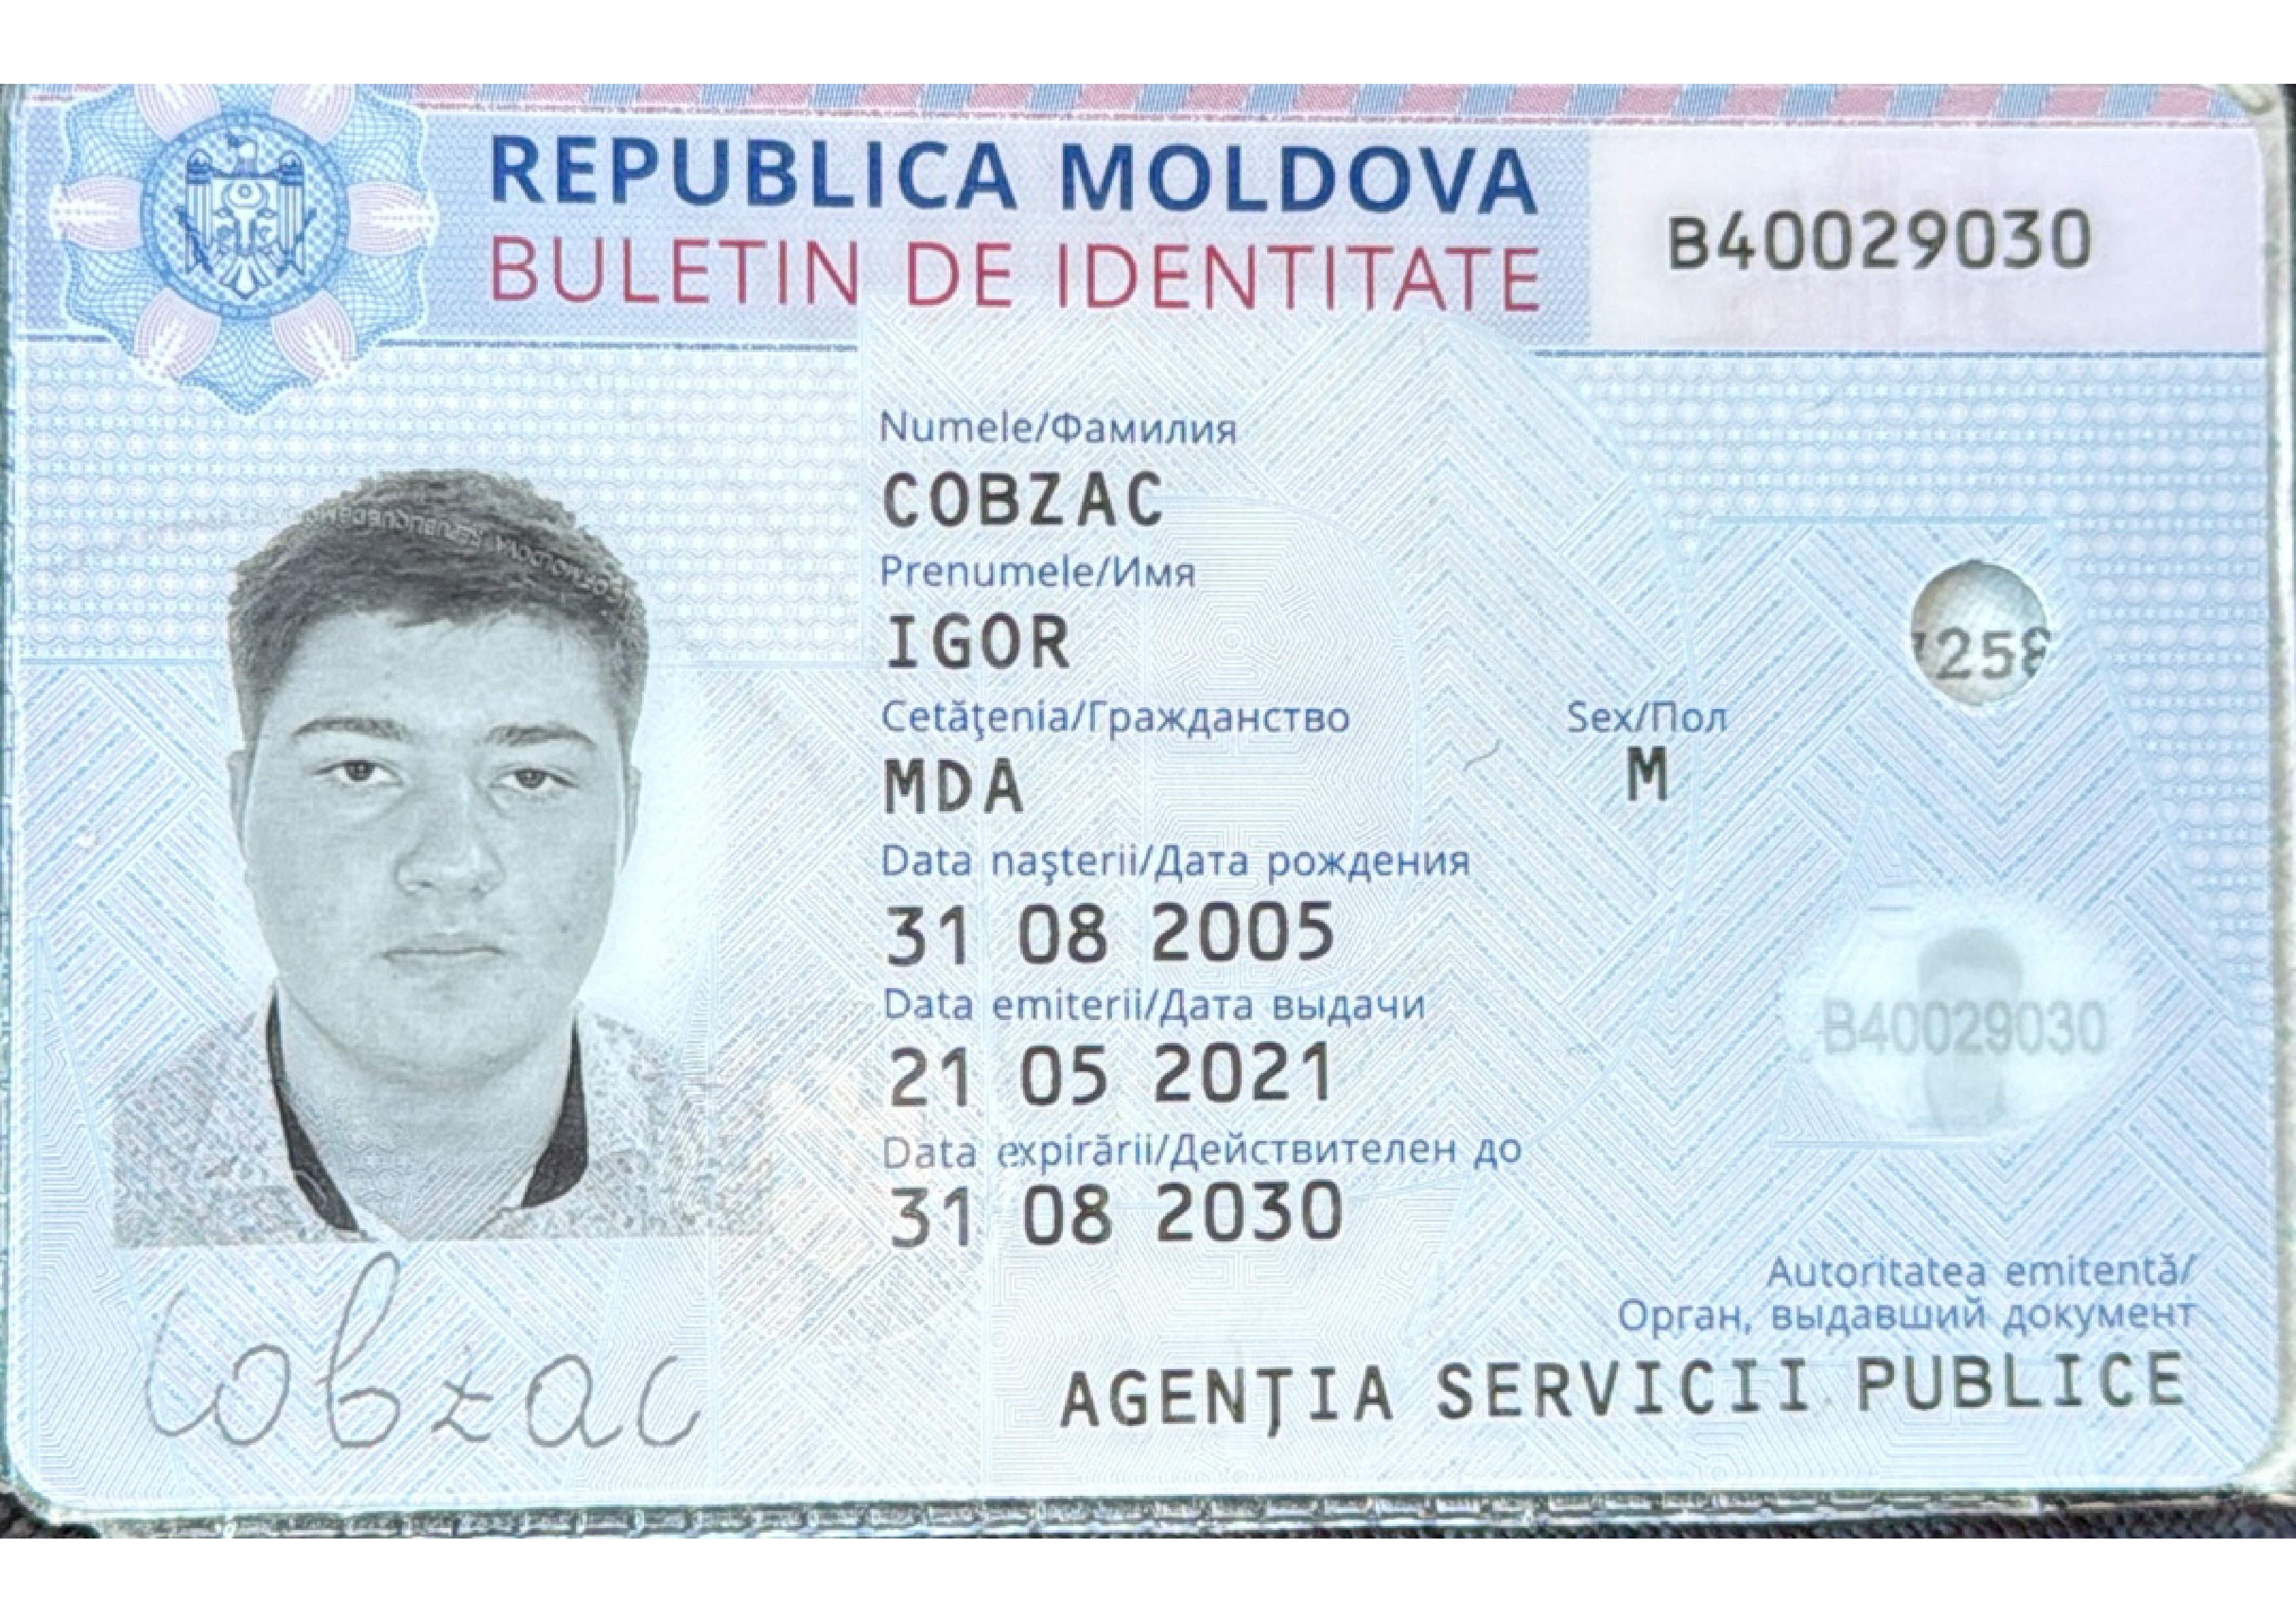 REPUBLICA MOLDOVA
BULETIN DE IDENTITATE
B40029030
Numele/Фамилия
COBZAC
Prenumele/Имя
IGOR
Cetăţenia/Гражданство
MDA
Sex/Пол
M
258
Data naşterii/Дата рождения
31 08 2005
Data emiterii/Дата выдачи
21 05 2021
B40029030
Data expirării/Действителен до
31 08 2030
Cobzac
Autoritatea emitentă/
Орган, выдавший документ
AGENŢIA SERVICII PUBLICE